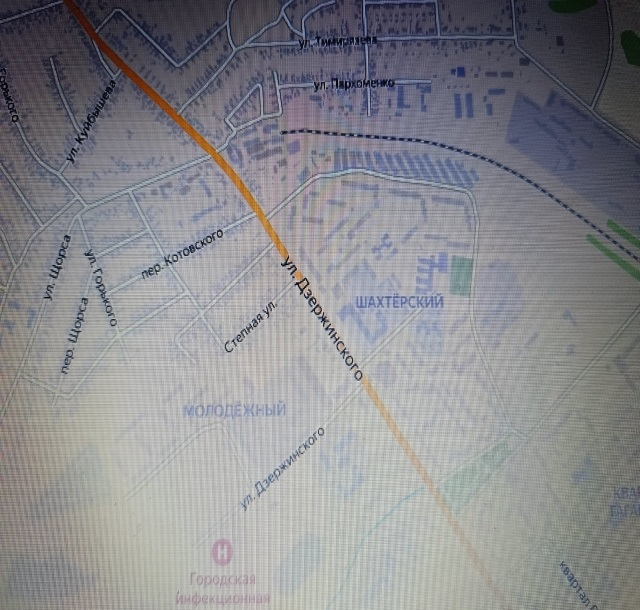 ул. Тимирязева
ул. Пархоменко
Горького
ул. Куйбышева
пер. Котовского
ул. Щорса
ул. Горького
пер. Щорса
ул. Дзержинского
Степная ул.
ШАХТЁРСКИЙ
МОЛОДЁЖНЫЙ
ул. Дзержинского
Н
Городская
инфекционная
квартал